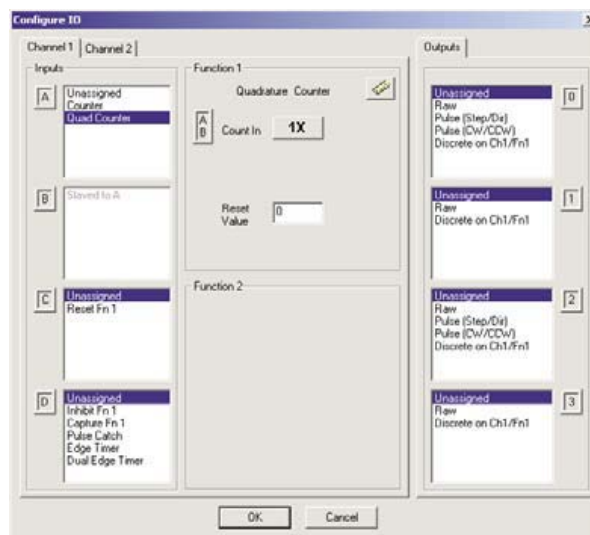 Configure IO
Channel 1
Channel 2
Inputs
A
Unassigned
Counter
Quad Counter
B
Slaved to A
C
Unassigned
Reset Fn 1
D
Unassigned
Inhibit Fn 1
Capture Fn 1
Pulse Catch
Edge Timer
Dual Edge Timer
Function 1
Quadrature Counter
A
B
Count In
1X
Reset
Value
0
Function 2
Outputs
Unassigned
Raw
Pulse (Step/Dir)
Pulse (CW/CCW)
Discrete on Ch1/Fn1
0
Unassigned
Raw
Discrete on Ch1/Fn1
1
Unassigned
Raw
Pulse (Step/Dir)
Pulse (CW/CCW)
Discrete on Ch1/Fn1
2
Unassigned
Raw
Discrete on Ch1/Fn1
3
OK
Cancel